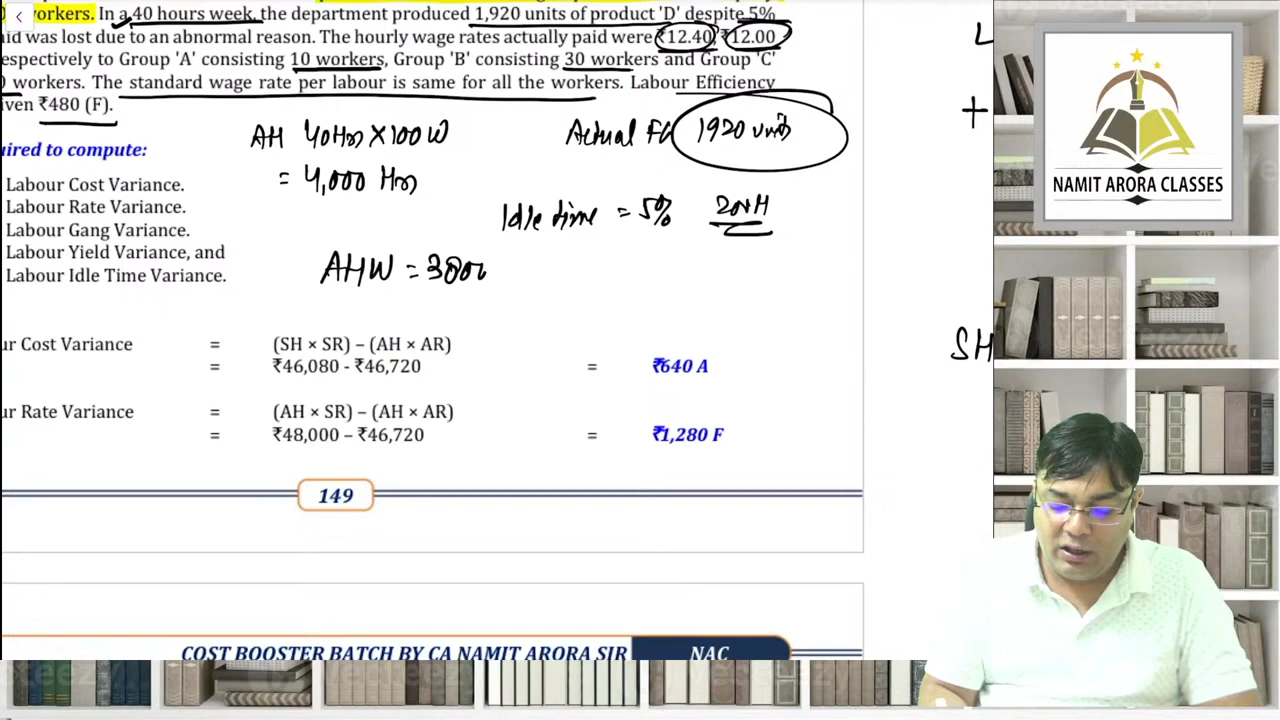 workers. In a 40 hours week, the department produced 1,920 units of product 'D' despite 5%
aid was lost due to an abnormal reason. The hourly wage rates actually paid were ₹12.40, ₹12.00
espectively to Group 'A' consisting 10 workers, Group 'B' consisting 30 workers and Group 'C'
0 workers. The standard wage rate per labour is same for all the workers. Labour Efficiency
iven ₹480 (F).
AH 40 Hrs × 100 W
= 4,000 Hrs
Actual 1920 units
Idle time = 5% 200 H
AHW = 3800
uired to compute:
Labour Cost Variance.
Labour Rate Variance.
Labour Gang Variance.
Labour Yield Variance, and
Labour Idle Time Variance.
ur Cost Variance = (SH × SR) – (AH × AR)
= ₹46,080 - ₹46,720 = ₹640 A
ur Rate Variance = (AH × SR) – (AH × AR)
= ₹48,000 – ₹46,720 = ₹1,280 F
149
COST BOOSTER BATCH BY CA NAMIT ARORA SIR NAC
+
SH
NAMIT ARORA CLASSES